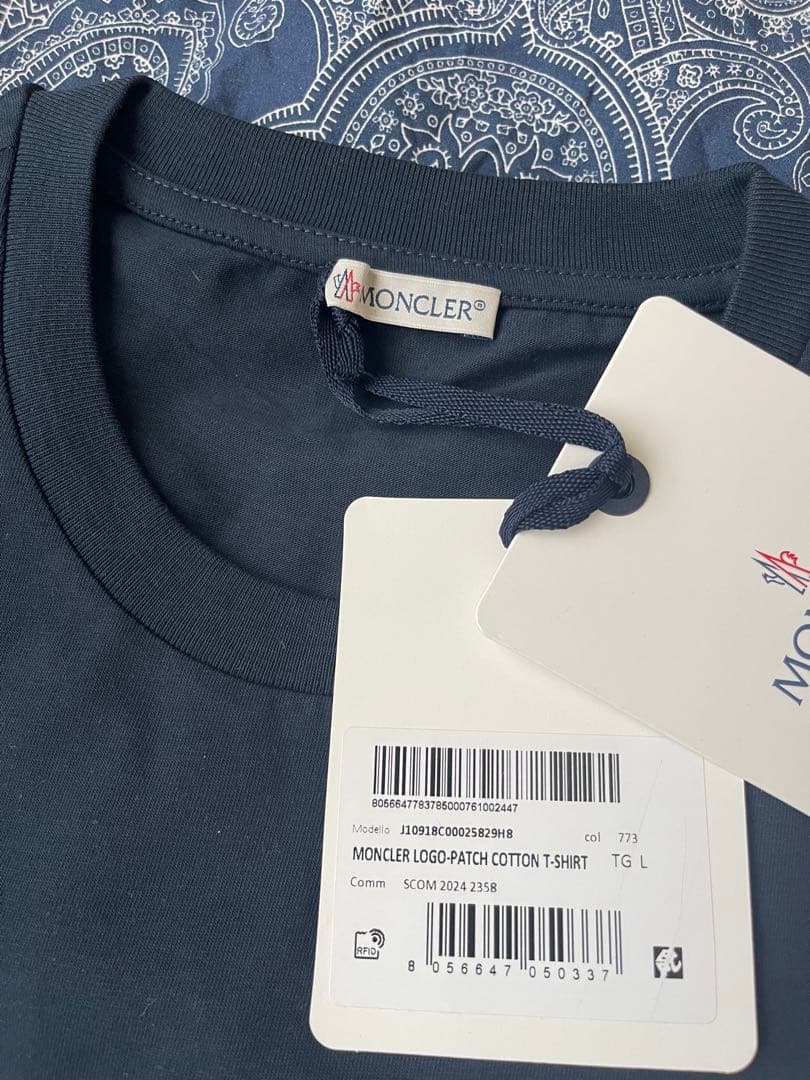 MONCLER®
MO
8056647783785000761002447
Modello J10918C00025829H8 col 773
MONCLER LOGO-PATCH COTTON T-SHIRT TG L
Comm SCOM 2024 2358
RFID
8 056647 050337